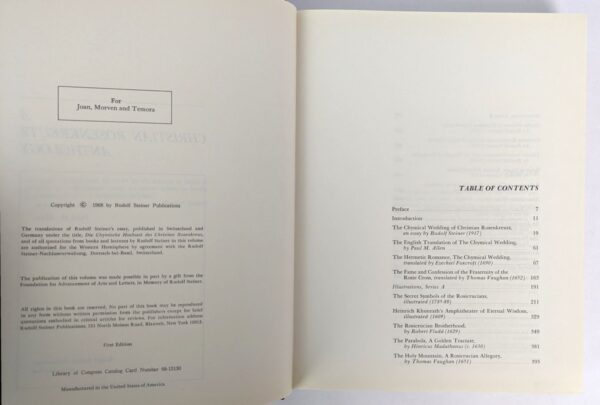 For
Joan, Morven and Temora
Copyright © 1968 by Rudolf Steiner Publications
The translations of Rudolf Steiner's essay, published in Switzerland and
Germany under the title, Die Chymische Hochzeit des Christian Rosenkreutz,
and of all quotations from books and lectures by Rudolf Steiner in this volume
are authorized for the Western Hemisphere by agreement with the Rudolf
Steiner-Nachlassverwaltung, Dornach bei Basel, Switzerland.
The publication of this volume was made possible in part by a gift from the
Foundation for Advancement of Arts and Letters, in Memory of Rudolf Steiner.
All rights in this book are reserved. No part of this book may be reproduced
in any form without written permission from the publishers, except for brief
quotations embodied in critical articles for reviews. For information address
Rudolf Steiner Publications, 151 North Moison Road, Blauvelt, New York 10913.
First Edition
Library of Congress Catalog Card Number 68-13130
Manufactured in the United States of America
TABLE OF CONTENTS
Preface 7
Introduction 11
The Chymical Wedding of Christian Rosenkreutz,
an essay by Rudolf Steiner (1917) 19
The English Translation of The Chymical Wedding,
by Paul M. Allen 61
The Hermetic Romance, The Chymical Wedding,
translated by Ezechiel Foxcroft (1690) 67
The Fame and Confession of the Fraternity of the
Rosie Cross, translated by Thomas Vaughan (1652) 163
Illustrations, Series A 191
The Secret Symbols of the Rosicrucians,
illustrated (1785-88) 211
Heinrich Khunrath's Amphitheater of Eternal Wisdom,
illustrated (1609) 329
The Rosicrucian Brotherhood,
by Robert Fludd (1629) 349
The Parabola, A Golden Tractate,
by Hinricus Madathanus (c. 1630) 381
The Holy Mountain, A Rosicrucian Allegory,
by Thomas Vaughan (1651) 395